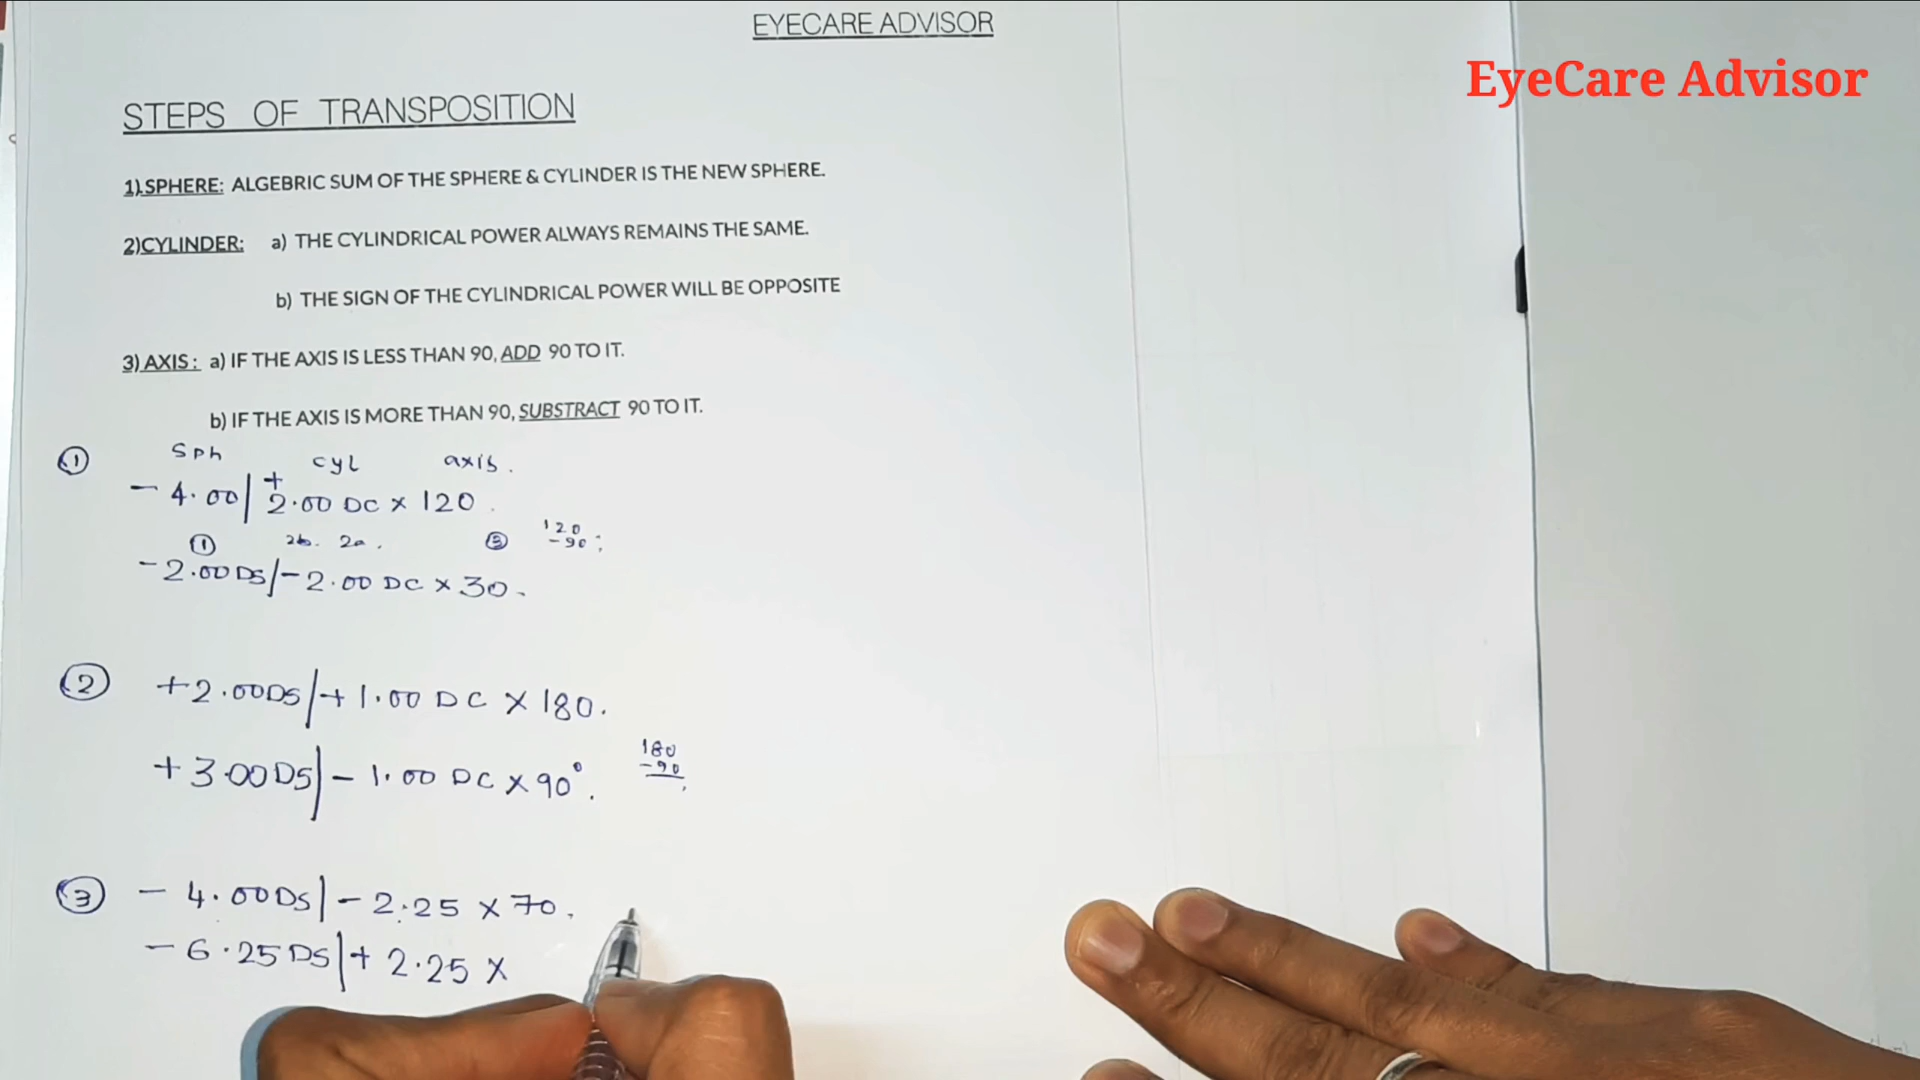 EYECARE ADVISOR
EyeCare Advisor
STEPS OF TRANSPOSITION
1).SPHERE: ALGEBRIC SUM OF THE SPHERE & CYLINDER IS THE NEW SPHERE.
2)CYLINDER: a) THE CYLINDRICAL POWER ALWAYS REMAINS THE SAME.
b) THE SIGN OF THE CYLINDRICAL POWER WILL BE OPPOSITE
3) AXIS : a) IF THE AXIS IS LESS THAN 90, ADD 90 TO IT.
b) IF THE AXIS IS MORE THAN 90, SUBSTRACT 90 TO IT.
① Sph cyl axis.
- 4.00 | + 2.00 DC × 120
① 2b. 2a. ③ 120
- 90
- 2.00 DS / - 2.00 DC × 30.
② + 2.00 DS / + 1.00 DC × 180.
+ 3.00 DS | - 1.00 DC × 90°. 180
- 90
③ - 4.00 DS | - 2.25 × 70.
- 6.25 DS | + 2.25 ×